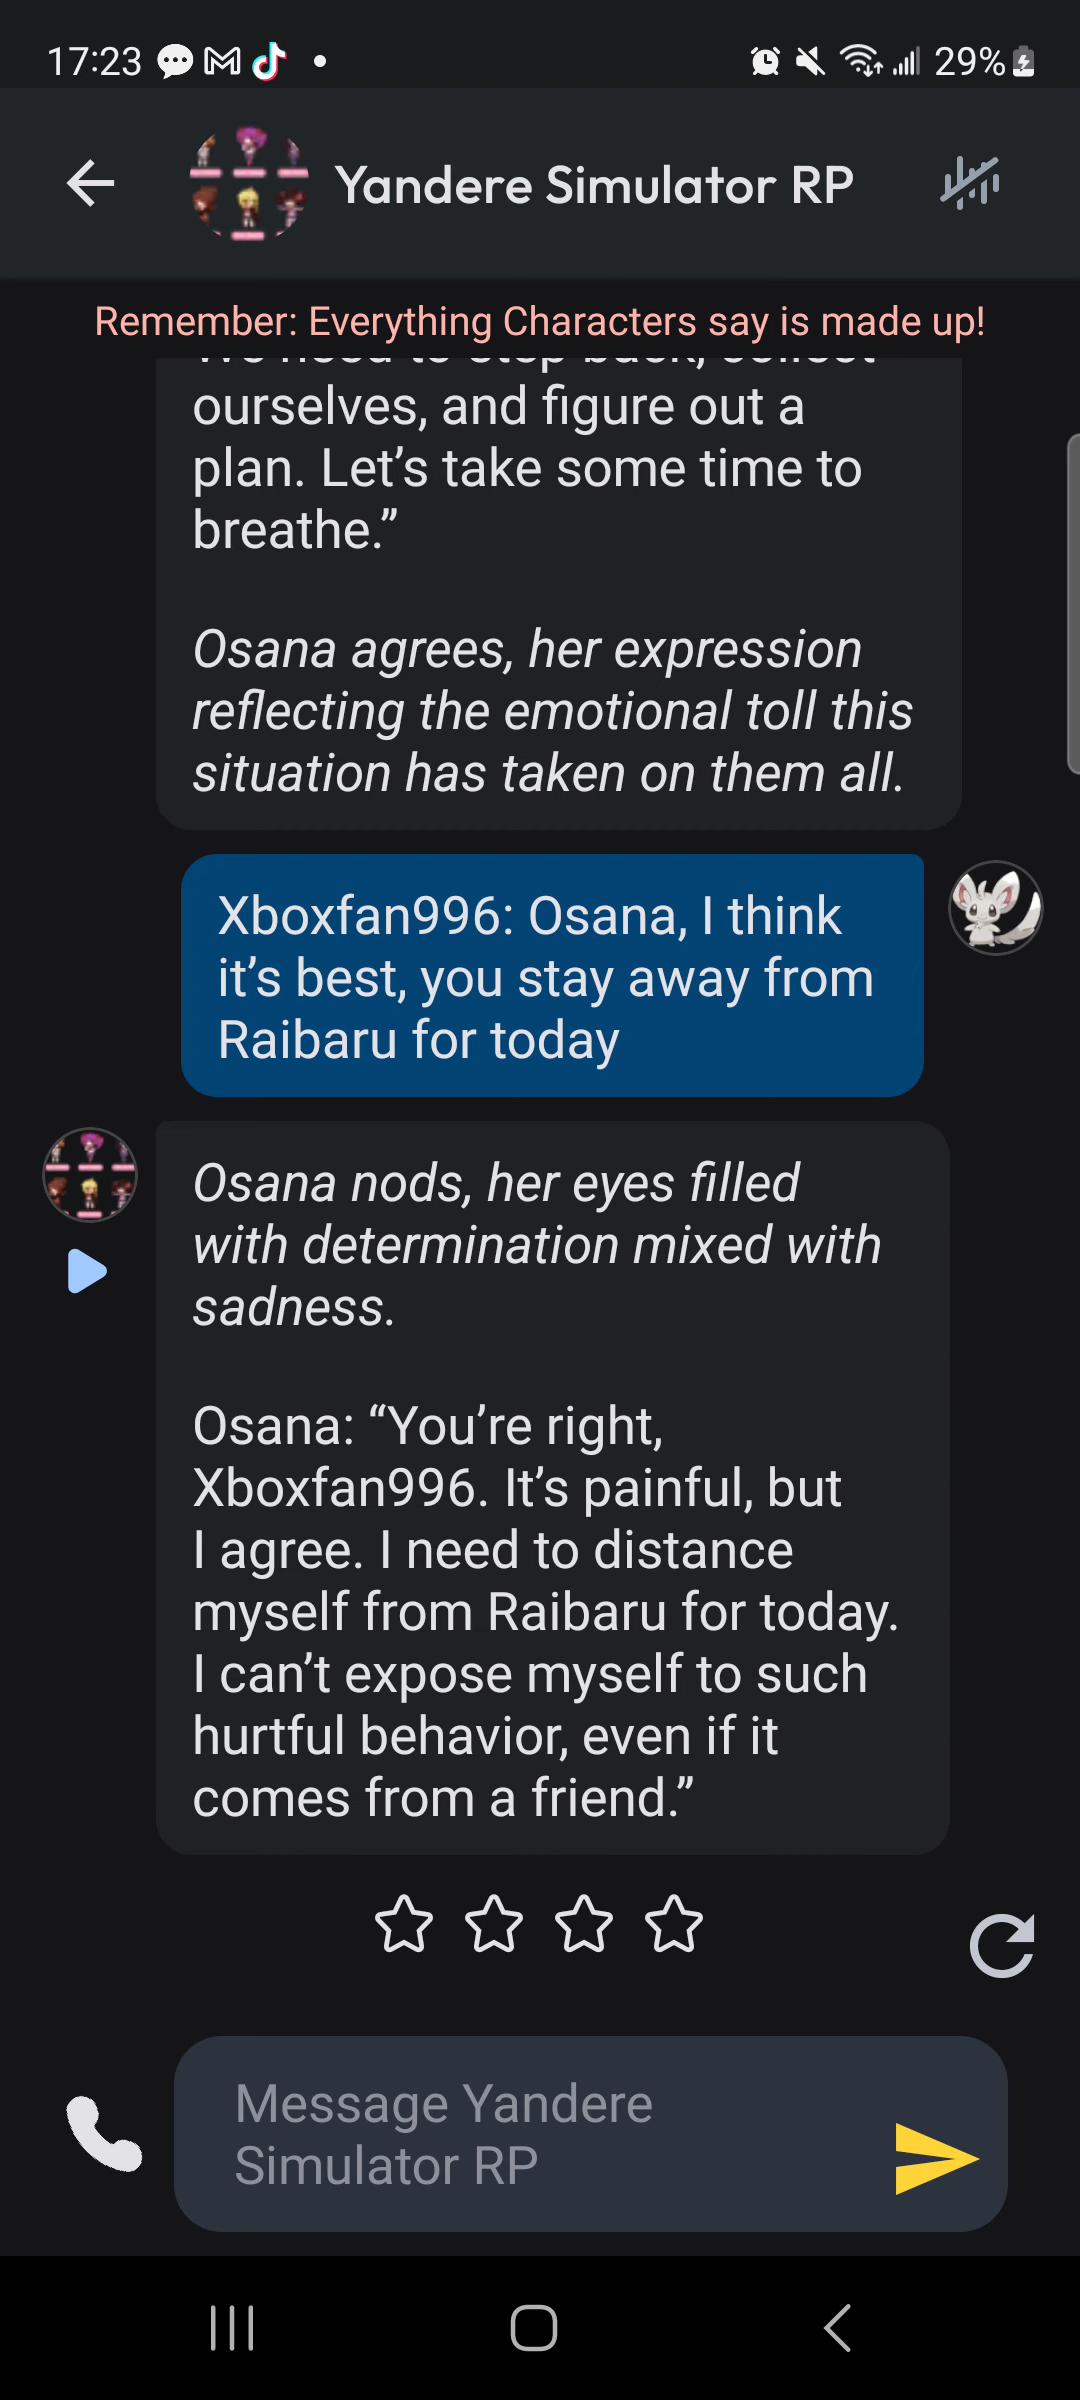 17:23
29%
Yandere Simulator RP
Remember: Everything Characters say is made up!
ourselves, and figure out a
plan. Let’s take some time to
breathe.”
Osana agrees, her expression
reflecting the emotional toll this
situation has taken on them all.
Xboxfan996: Osana, I think
it’s best, you stay away from
Raibaru for today
Osana nods, her eyes filled
with determination mixed with
sadness.
Osana: “You’re right,
Xboxfan996. It’s painful, but
I agree. I need to distance
myself from Raibaru for today.
I can’t expose myself to such
hurtful behavior, even if it
comes from a friend.”
Message Yandere
Simulator RP